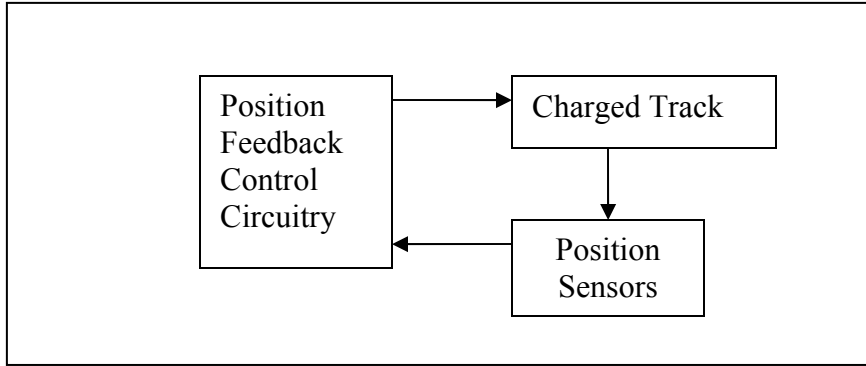 Position
Feedback
Control
Circuitry
Charged Track
Position
Sensors